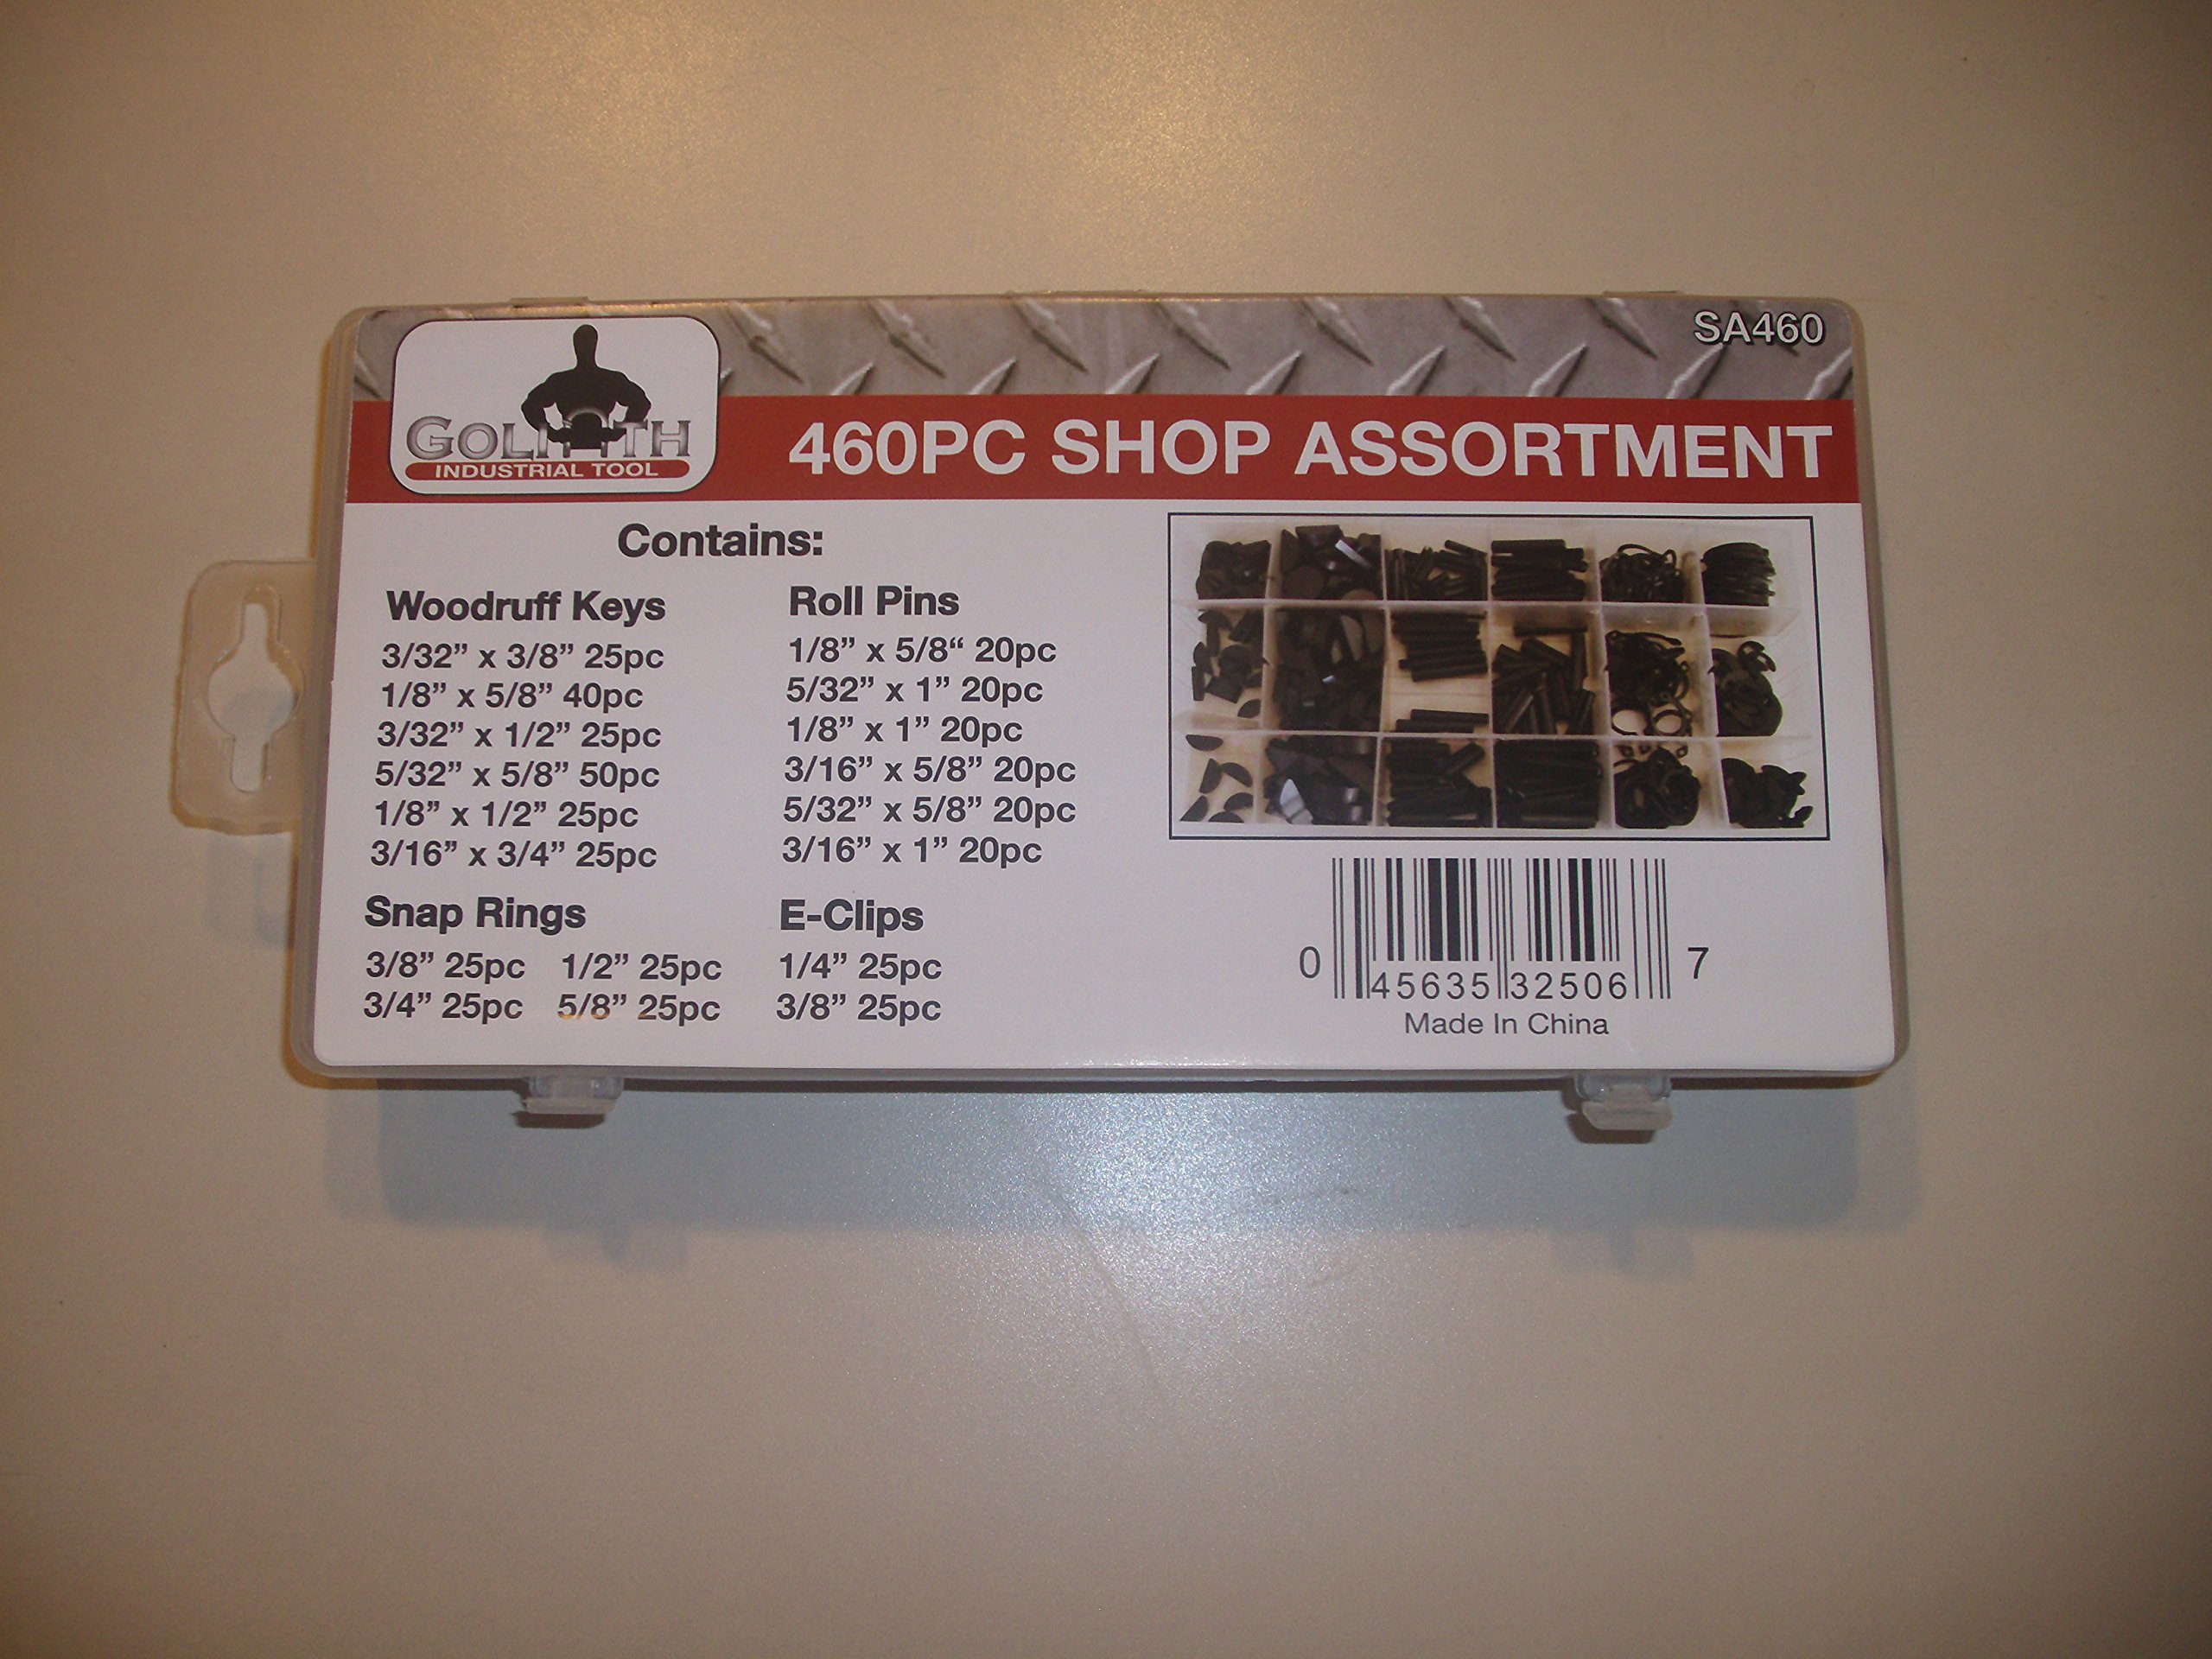 SA460
GOLIATH
INDUSTRIAL TOOL
460PC SHOP ASSORTMENT
Contains:
Woodruff Keys
3/32” x 3/8” 25pc
1/8” x 5/8” 40pc
3/32” x 1/2” 25pc
5/32” x 5/8” 50pc
1/8” x 1/2” 25pc
3/16” x 3/4” 25pc
Roll Pins
1/8” x 5/8“ 20pc
5/32” x 1” 20pc
1/8” x 1” 20pc
3/16” x 5/8” 20pc
5/32” x 5/8” 20pc
3/16” x 1” 20pc
Snap Rings
3/8” 25pc 1/2” 25pc
3/4” 25pc 5/8” 25pc
E-Clips
1/4” 25pc
3/8” 25pc
0 45635 32506 7
Made In China